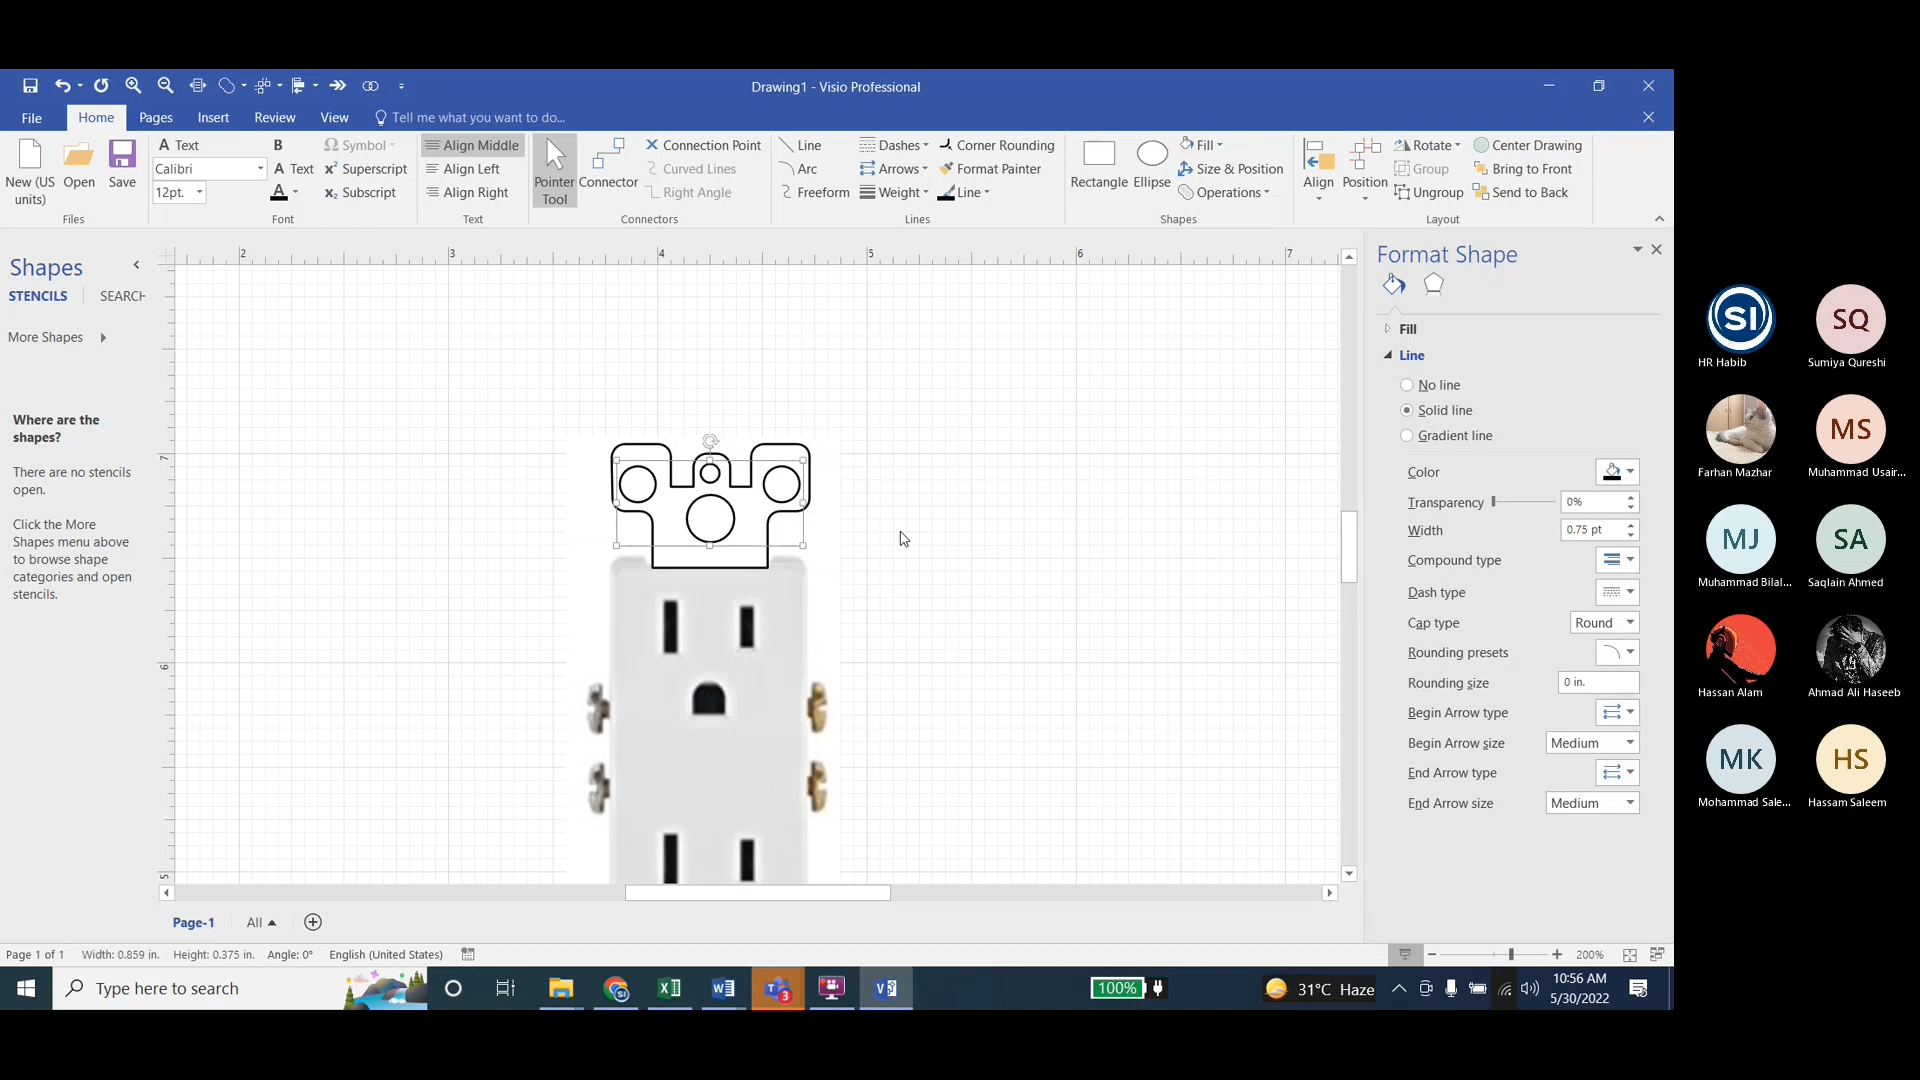 Drawing1 - Visio Professional
File Home Pages Insert Review View Tell me what you want to do...
New (US units) Open Save
Files
A Text
Calibri
12pt.
B
A Text
A
Symbol
Superscript
Subscript
Font
Align Middle
Align Left
Align Right
Text
Pointer Tool
Connector
Connection Point
Curved Lines
Right Angle
Connectors
Line
Arc
Freeform
Dashes
Arrows
Weight
Corner Rounding
Format Painter
Line
Lines
Rectangle
Ellipse
Fill
Size & Position
Operations
Shapes
Align
Position
Rotate
Group
Ungroup
Center Drawing
Bring to Front
Send to Back
Layout
Shapes
STENCILS SEARCH
More Shapes
Where are the
shapes?
There are no stencils
open.
Click the More
Shapes menu above
to browse shape
categories and open
stencils.
2 3 4 5 6 7
7
6
5
Format Shape
Fill
Line
No line
Solid line
Gradient line
Color
Transparency 0%
Width 0.75 pt
Compound type
Dash type
Cap type Round
Rounding presets
Rounding size 0 in.
Begin Arrow type
Begin Arrow size Medium
End Arrow type
End Arrow size Medium
Page-1 All
Page 1 of 1 Width: 0.859 in. Height: 0.375 in. Angle: 0° English (United States)
200%
Type here to search
3
100%
31°C Haze
10:56 AM
5/30/2022
SI
HR Habib
SQ
Sumiya Qureshi
Farhan Mazhar
MS
Muhammad Usair...
MJ
Muhammad Bilal...
SA
Saqlain Ahmed
Hassan Alam
Ahmad Ali Haseeb
MK
Mohammad Sale...
HS
Hassam Saleem